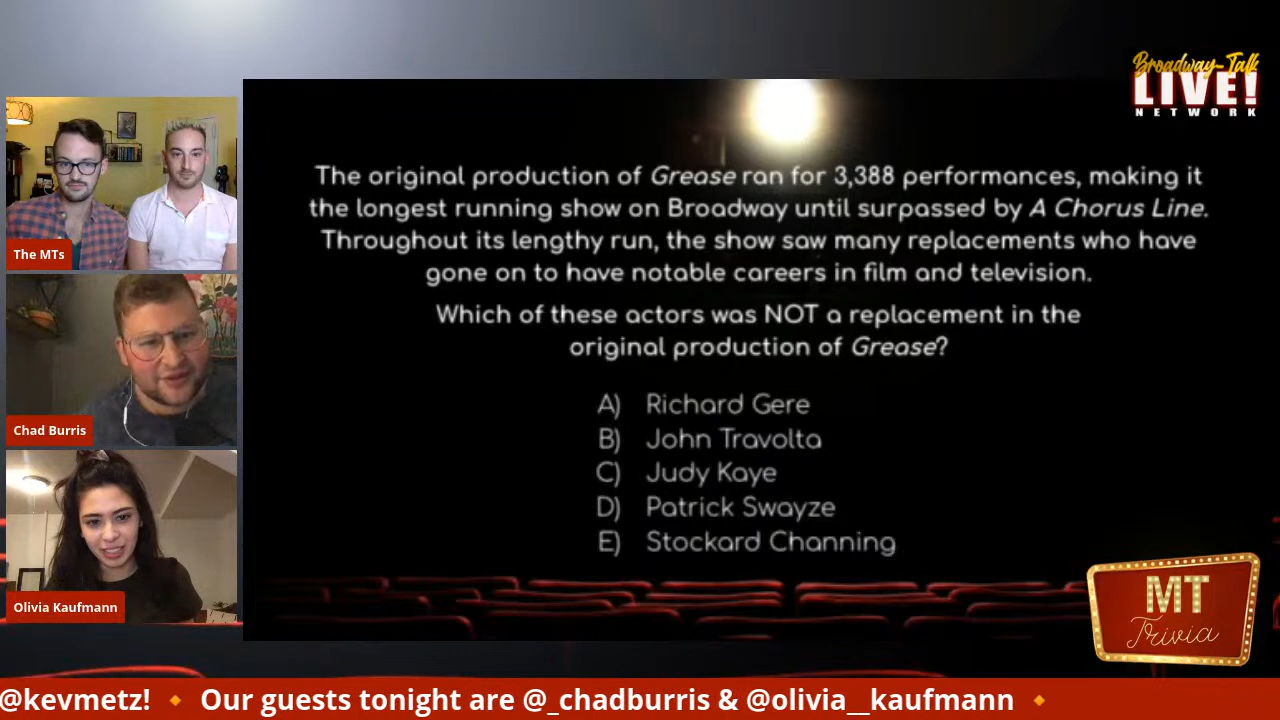 Broadway-Talk
LIVE!
NETWORK
The original production of Grease ran for 3,388 performances, making it
the longest running show on Broadway until surpassed by A Chorus Line.
Throughout its lengthy run, the show saw many replacements who have
gone on to have notable careers in film and television.
Which of these actors was NOT a replacement in the
original production of Grease?
A) Richard Gere
B) John Travolta
C) Judy Kaye
D) Patrick Swayze
E) Stockard Channing
The MTs
Chad Burris
Olivia Kaufmann
MT
Trivia
@kevmetz! 🔸 Our guests tonight are @_chadburris & @olivia__kaufmann 🔸